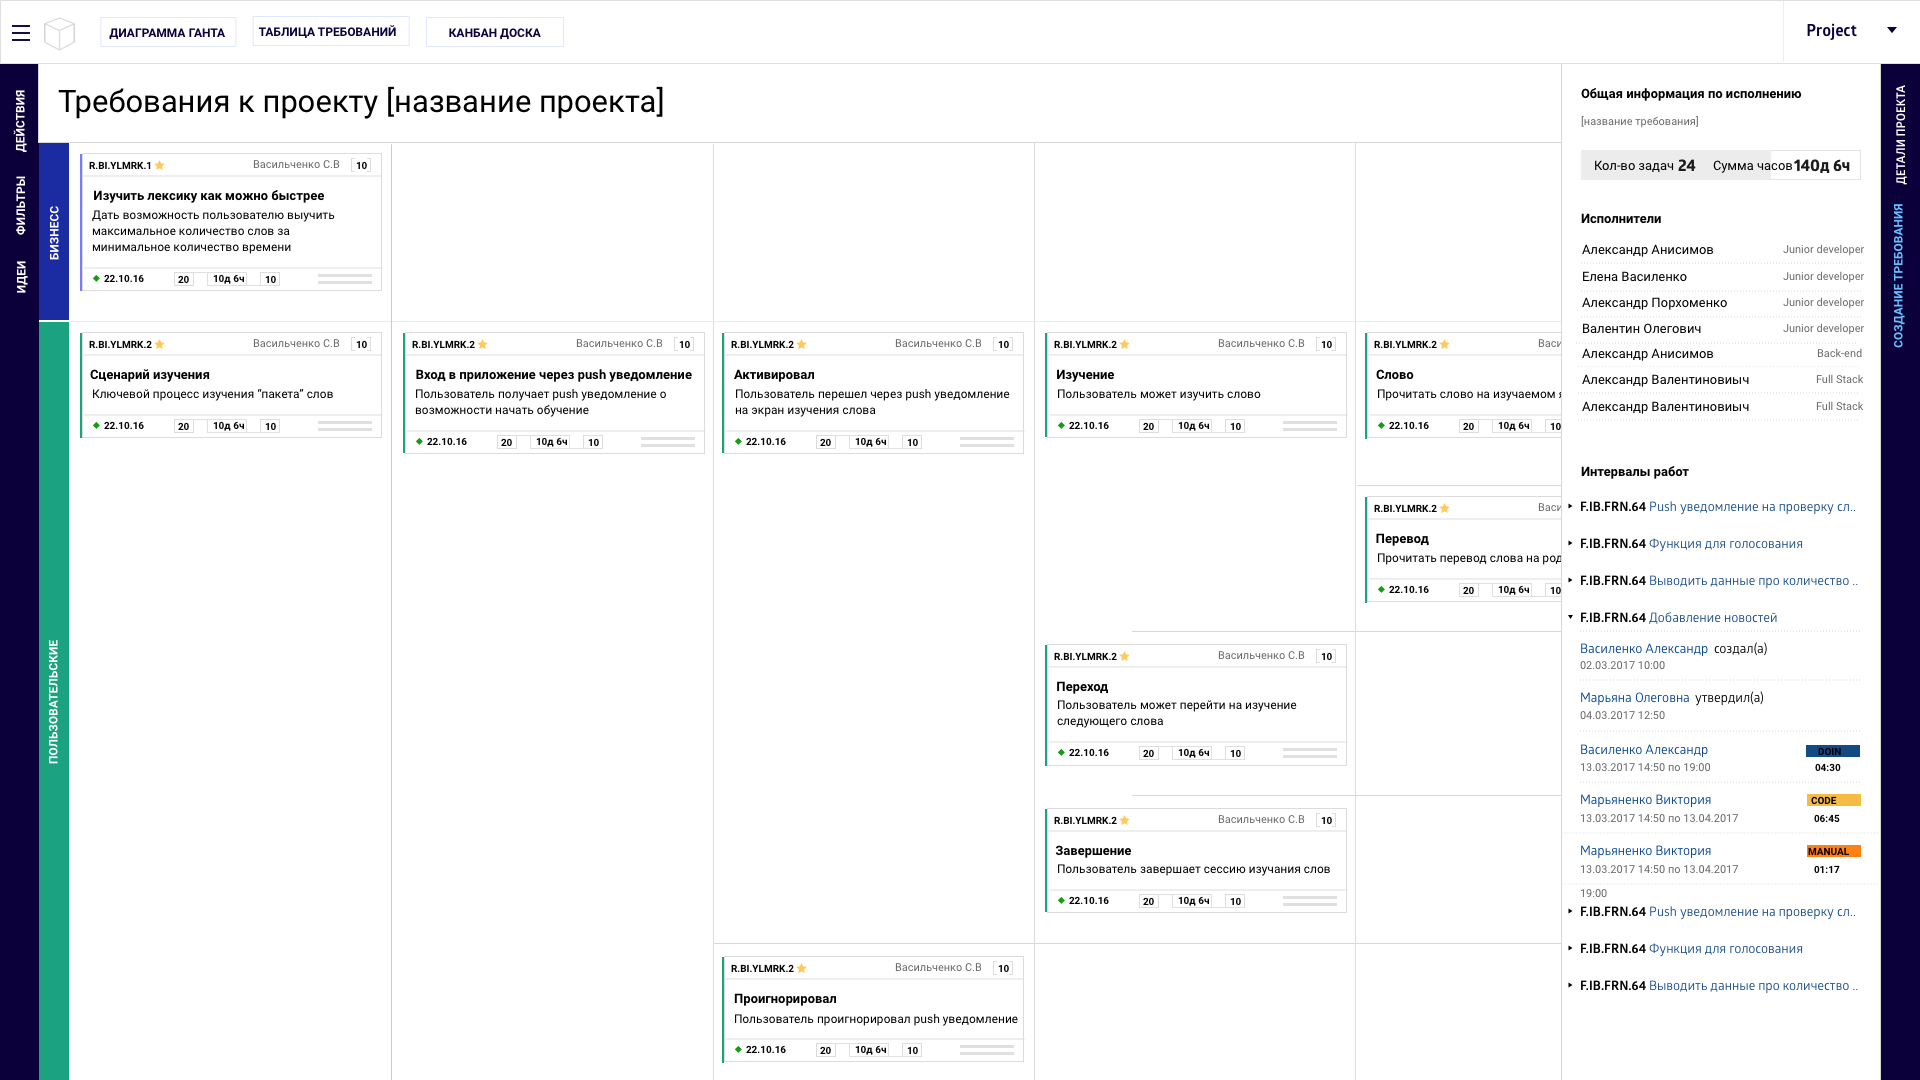 ДИАГРАММА ГАНТА
ТАБЛИЦА ТРЕБОВАНИЙ
КАНБАН ДОСКА
Project
ДЕЙСТВИЯ
ФИЛЬТРЫ
ИДЕИ
Требования к проекту [название проекта]
БИЗНЕСС
R.BI.YLMRK.1 Васильченко С.В 10
Изучить лексику как можно быстрее
Дать возможность пользователю выучить
максимальное количество слов за
минимальное количество времени
22.10.16 20 10д 6ч 10
ПОЛЬЗОВАТЕЛЬСКИЕ
R.BI.YLMRK.2 Васильченко С.В 10
Сценарий изучения
Ключевой процесс изучения “пакета” слов
22.10.16 20 10д 6ч 10
R.BI.YLMRK.2 Васильченко С.В 10
Вход в приложение через push уведомление
Пользователь получает push уведомление о
возможности начать обучение
22.10.16 20 10д 6ч 10
R.BI.YLMRK.2 Васильченко С.В 10
Активировал
Пользователь перешел через push уведомление
на экран изучения слова
22.10.16 20 10д 6ч 10
R.BI.YLMRK.2 Васильченко С.В 10
Изучение
Пользователь может изучить слово
22.10.16 20 10д 6ч 10
R.BI.YLMRK.2 Васи
Слово
Прочитать слово на изучаемом
22.10.16 20 10д 6ч 10
R.BI.YLMRK.2 Васи
Перевод
Прочитать перевод слова на род
22.10.16 20 10д 6ч 10
R.BI.YLMRK.2 Васильченко С.В 10
Переход
Пользователь может перейти на изучение
следующего слова
22.10.16 20 10д 6ч 10
R.BI.YLMRK.2 Васильченко С.В 10
Завершение
Пользователь завершает сессию изучания слов
22.10.16 20 10д 6ч 10
R.BI.YLMRK.2 Васильченко С.В 10
Проигнорировал
Пользователь проигнорировал push уведомление
22.10.16 20 10д 6ч 10
Общая информация по исполнению
[название требования]
Кол-во задач 24 Сумма часов 140д 6ч
Исполнители
Александр Анисимов Junior developer
Елена Василенко Junior developer
Александр Порхоменко Junior developer
Валентин Олегович Junior developer
Александр Анисимов Back-end
Александр Валентиновиыч Full Stack
Александр Валентиновиыч Full Stack
Интервалы работ
F.IB.FRN.64 Push уведомление на проверку сл..
F.IB.FRN.64 Функция для голосования
F.IB.FRN.64 Выводить данные про количество ..
F.IB.FRN.64 Добавление новостей
Василенко Александр создал(а)
02.03.2017 10:00
Марьяна Олеговна утвердил(а)
04.03.2017 12:50
Василенко Александр DOIN
13.03.2017 14:50 по 19:00 04:30
Марьяненко Виктория CODE
13.03.2017 14:50 по 13.04.2017 06:45
Марьяненко Виктория MANUAL
13.03.2017 14:50 по 13.04.2017 01:17
19:00
F.IB.FRN.64 Push уведомление на проверку сл..
F.IB.FRN.64 Функция для голосования
F.IB.FRN.64 Выводить данные про количество ..
ДЕТАЛИ ПРОЕКТА
СОЗДАНИЕ ТРЕБОВАНИЯ